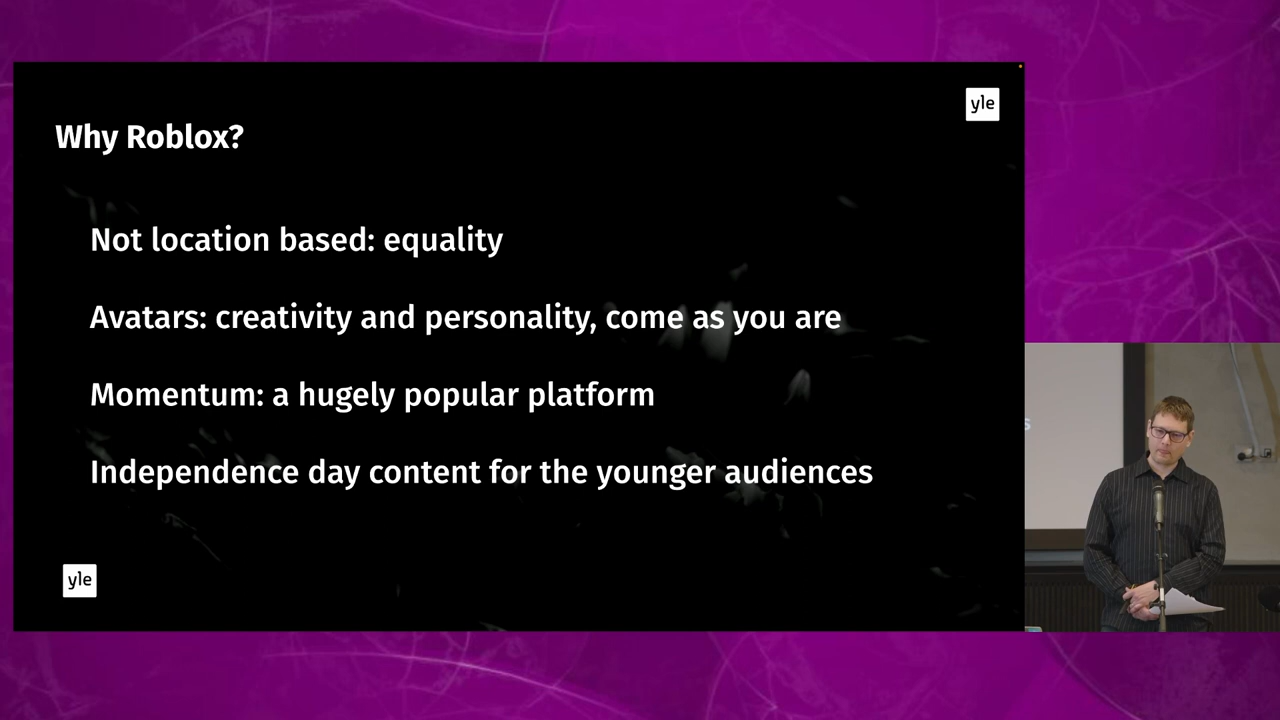 yle
Why Roblox?
Not location based: equality
Avatars: creativity and personality, come as you are
Momentum: a hugely popular platform
Independence day content for the younger audiences
yle
s